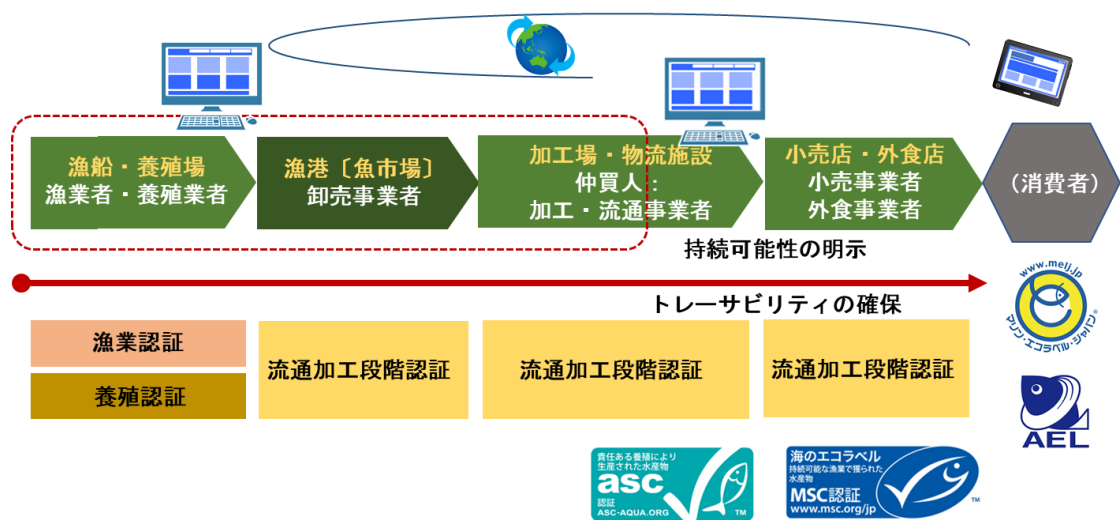 漁船・養殖場
漁業者・養殖業者
漁港〔魚市場〕
卸売事業者
加工場・物流施設
仲買人:
加工・流通事業者
小売店・外食店
小売事業者
外食事業者
(消費者)
持続可能性の明示
トレーサビリティの確保
漁業認証
養殖認証
流通加工段階認証
流通加工段階認証
流通加工段階認証
www.melj.jp
マリン・エコラベル・ジャパン®
AEL
責任ある養殖により
生産された水産物
asc
認証
ASC-AQUA.ORG
TM
海のエコラベル
持続可能な漁業で獲られた
水産物
MSC認証
www.msc.org/jp
TM